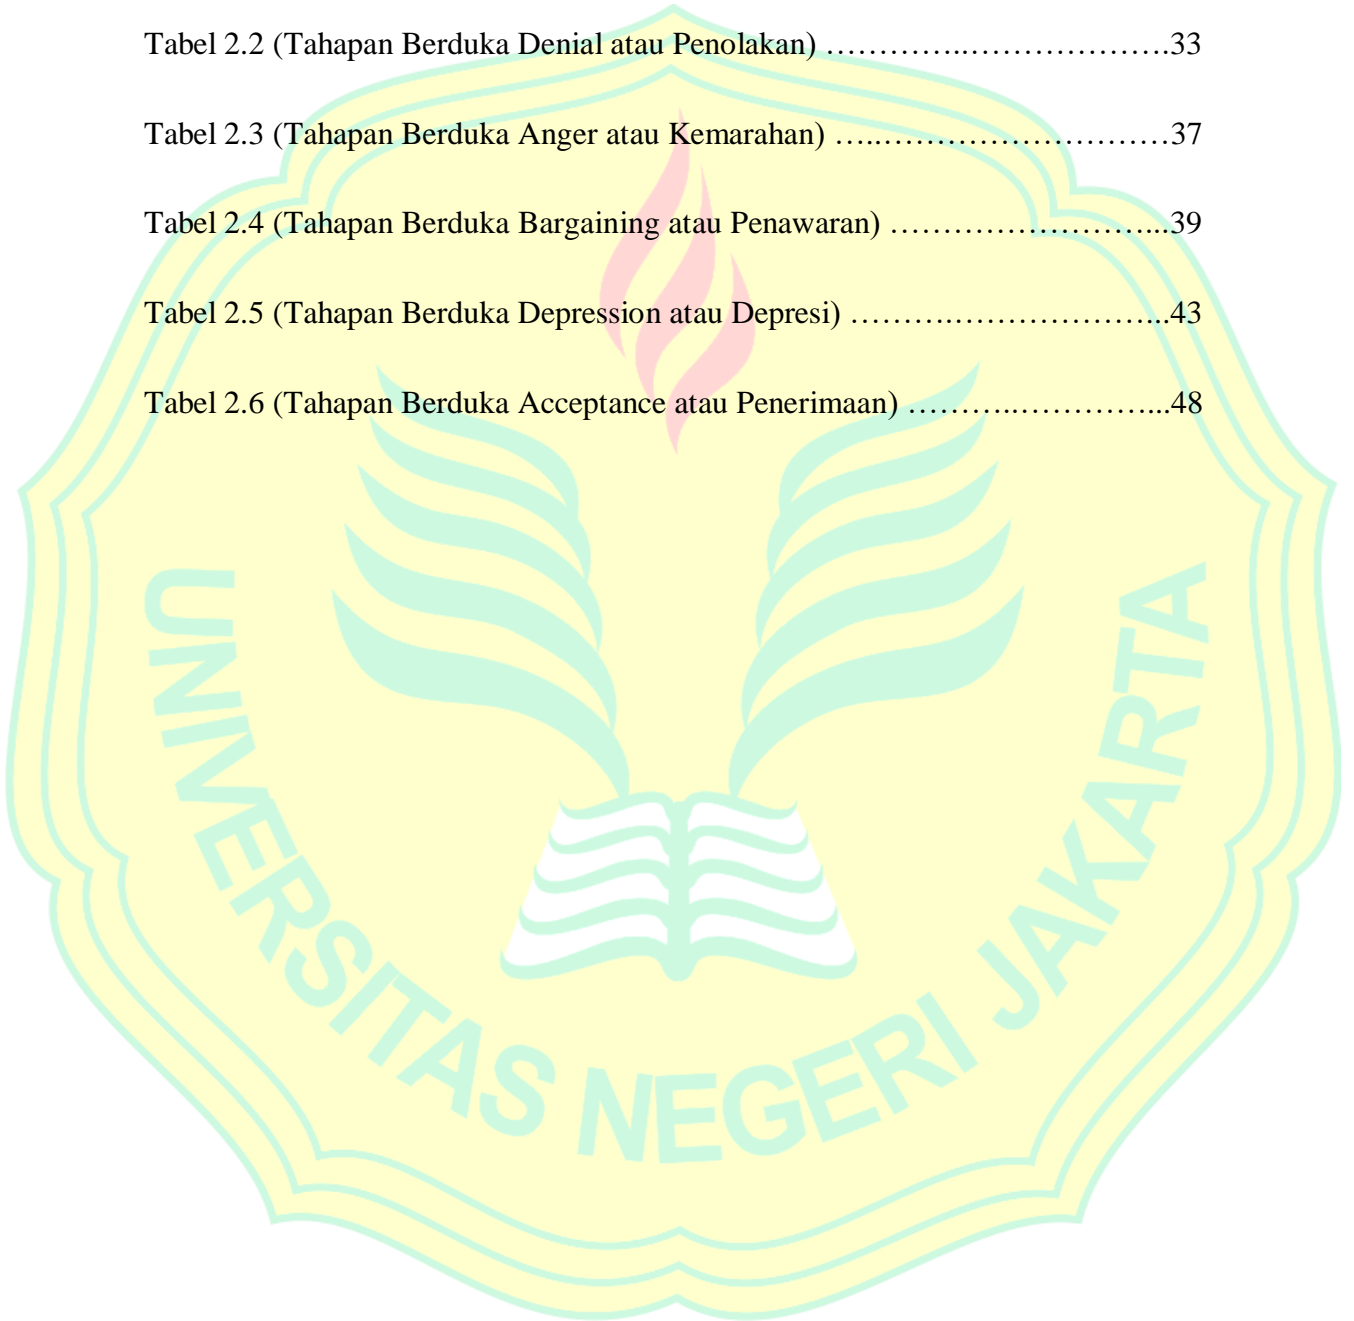 Tabel 2.2 (Tahapan Berduka Denial atau Penolakan) ………….……………….33
Tabel 2.3 (Tahapan Berduka Anger atau Kemarahan) …..………………………37
Tabel 2.4 (Tahapan Berduka Bargaining atau Penawaran) ……………………...39
Tabel 2.5 (Tahapan Berduka Depression atau Depresi) ……….………………...43
Tabel 2.6 (Tahapan Berduka Acceptance atau Penerimaan) ………..…………...48
UNIVERSITAS NEGERI JAKARTA